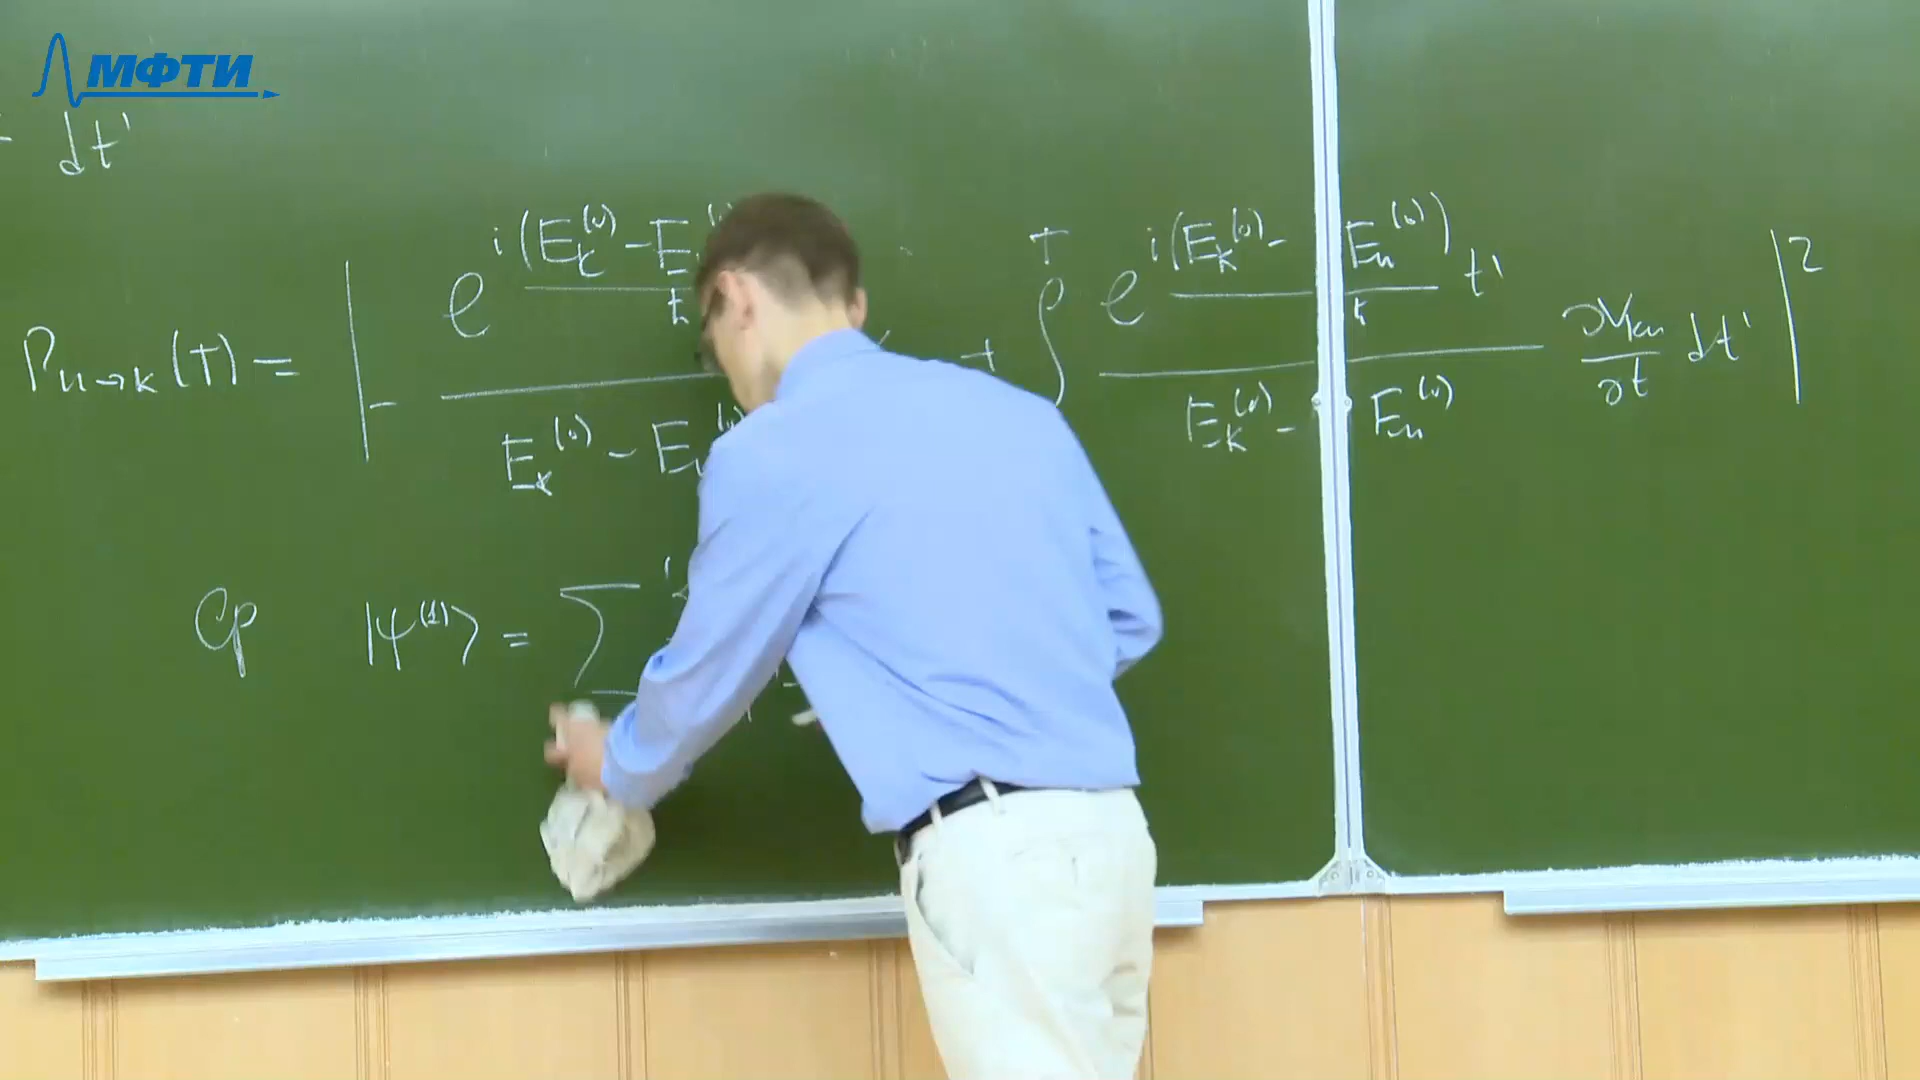 МФТИ
dt'
i(E_k^(0) - E T i(E_k^(0) - E_n^(0)) t' 2
P_{n→k}(T) = | - e ħ + ∫ e ħ ∂V_{kn} / ∂t dt' |
E_k^(0) - E E_k^(0) - E_n^(0)
Ср |ψ^(1)⟩ = ∑